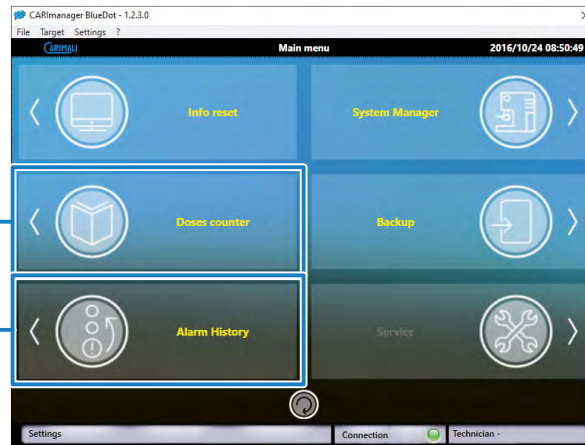 CARImanager BlueDot - 1.2.3.0
File Target Settings ?
CARIMALI Main menu 2016/10/24 08:50:49
Info reset System Manager
Doses counter Backup
Alarm History Service
Settings Connection Technician -